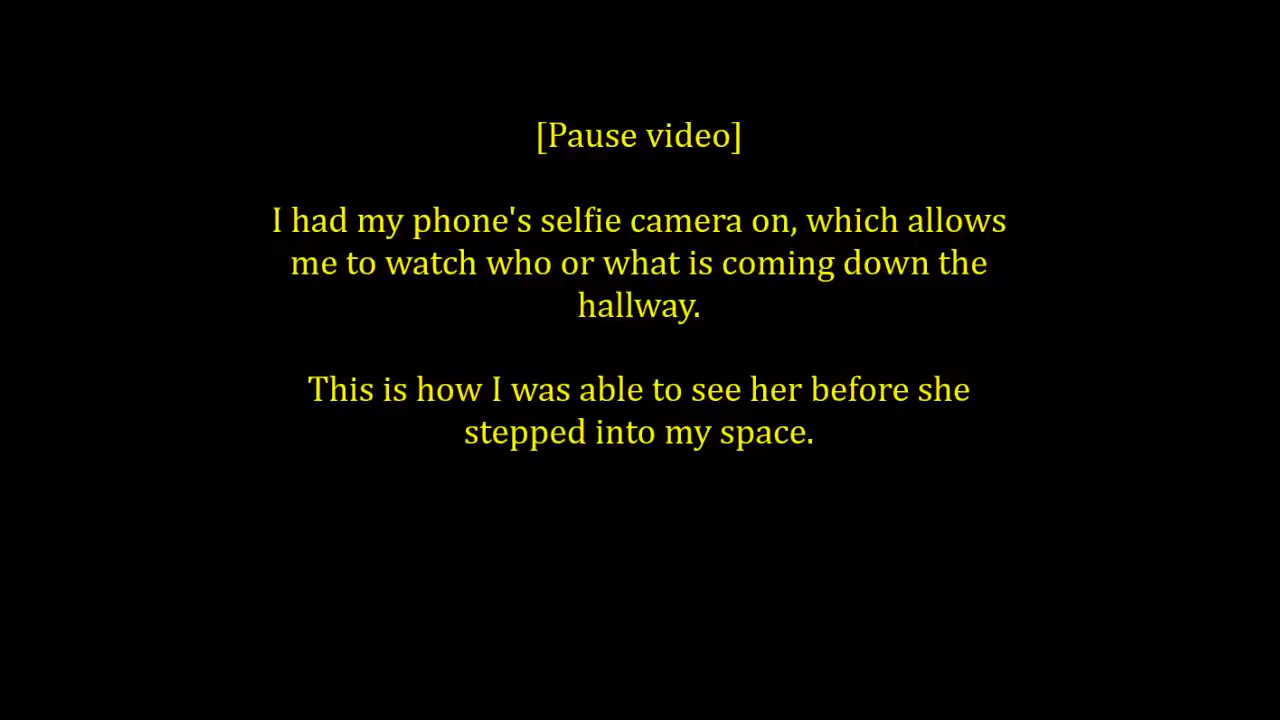 [Pause video]
I had my phone's selfie camera on, which allows
me to watch who or what is coming down the
hallway.
This is how I was able to see her before she
stepped into my space.